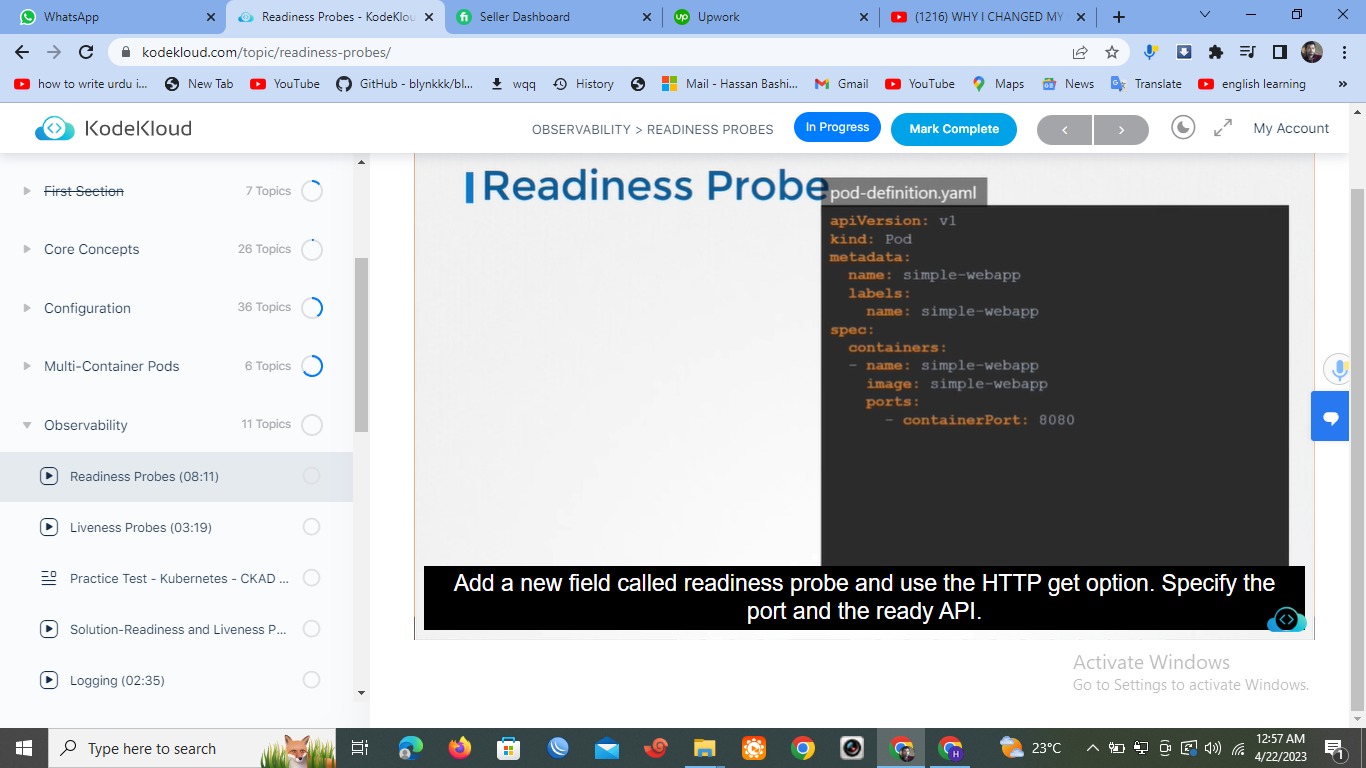 WhatsApp
Readiness Probes - KodeKlou
Seller Dashboard
Upwork
(1216) WHY I CHANGED MY
kodekloud.com/topic/readiness-probes/
how to write urdu i...
New Tab
YouTube
GitHub - blynkkk/bl...
wqq
History
Mail - Hassan Bashi...
Gmail
YouTube
Maps
News
Translate
english learning
»
KodeKloud
OBSERVABILITY > READINESS PROBES
In Progress
Mark Complete
<
>
My Account
First Section
7 Topics
Core Concepts
26 Topics
Configuration
36 Topics
Multi-Container Pods
6 Topics
Observability
11 Topics
Readiness Probes (08:11)
Liveness Probes (03:19)
Practice Test - Kubernetes - CKAD ...
Solution-Readiness and Liveness P...
Logging (02:35)
Readiness Probe
pod-definition.yaml
apiVersion: v1
kind: Pod
metadata:
name: simple-webapp
labels:
name: simple-webapp
spec:
containers:
- name: simple-webapp
image: simple-webapp
ports:
- containerPort: 8080
Add a new field called readiness probe and use the HTTP get option. Specify the
port and the ready API.
Activate Windows
Go to Settings to activate Windows.
Type here to search
23°C
12:57 AM
4/22/2023
1